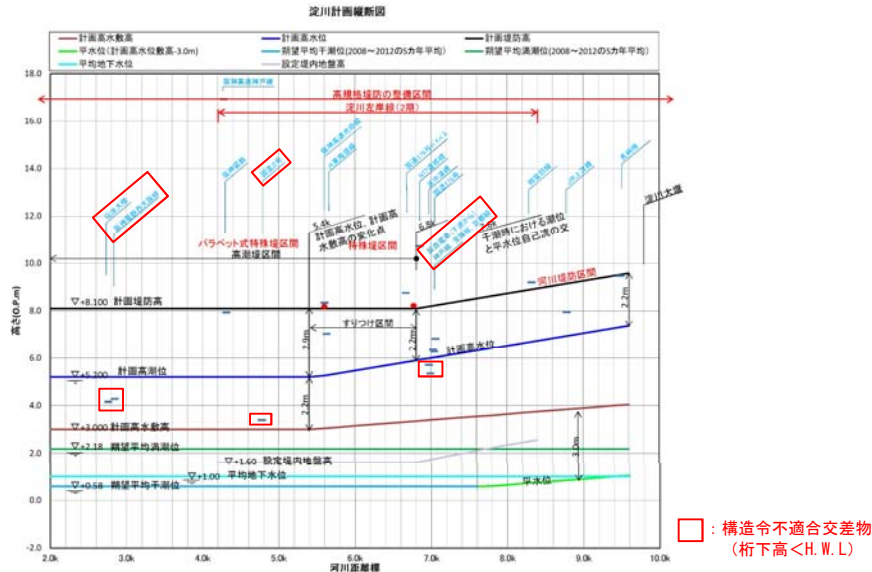 淀川計画縦断図
計画高水敷高
計画高水位
計画堤防高
平水位(計画高水位敷高-3.0m)
朔望平均干潮位(2008～2012の5カ年平均)
朔望平均満潮位(2008～2012の5カ年平均)
平均地下水位
設定堤内地盤高
高規格堤防の整備区間
淀川左岸線(2期)
阪神高速神戸線
淀川大堰
パラペット式特殊堤区間
高潮堤区間
特殊堤区間
5.4k
計画高水位、計画高
水敷高の変化点
6.8k
干潮時における潮位
と平水位自己流の交
河川堤防区間
▽+8.100 計画堤防高
すりつけ区間
2.9m
2.2m
2.2m
2.2m
計画高水位
計画高潮位
▽+5.200
計画高水敷高
▽+3.000
▽+2.18 朔望平均満潮位
▽+1.60 設定堤内地盤高
▽+1.00 平均地下水位
▽+0.58 朔望平均干潮位
平水位
3.0m
高さ(O.P.m)
18.0
16.0
14.0
12.0
10.0
8.0
6.0
4.0
2.0
0.0
-2.0
2.0k 3.0k 4.0k 5.0k 6.0k 7.0k 8.0k 9.0k 10.0k
河川距離標
：構造令不適合交差物
(桁下高＜H.W.L)